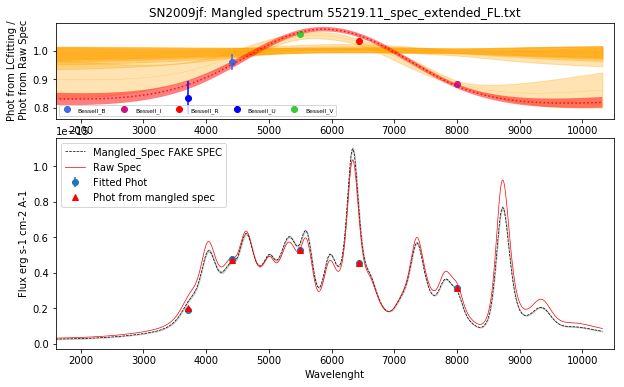 SN2009jf: Mangled spectrum 55219.11_spec_extended_FL.txt
Phot from LCfitting /
Phot from Raw Spec
1.0
0.9
0.8
Bessell_B
Bessell_I
Bessell_R
Bessell_U
Bessell_V
2000 3000 4000 5000 6000 7000 8000 9000 10000
Mangled_Spec FAKE SPEC
Raw Spec
Fitted Phot
Phot from mangled spec
Flux erg s-1 cm-2 A-1
1.0
0.8
0.6
0.4
0.2
0.0
2000 3000 4000 5000 6000 7000 8000 9000 10000
Wavelenght